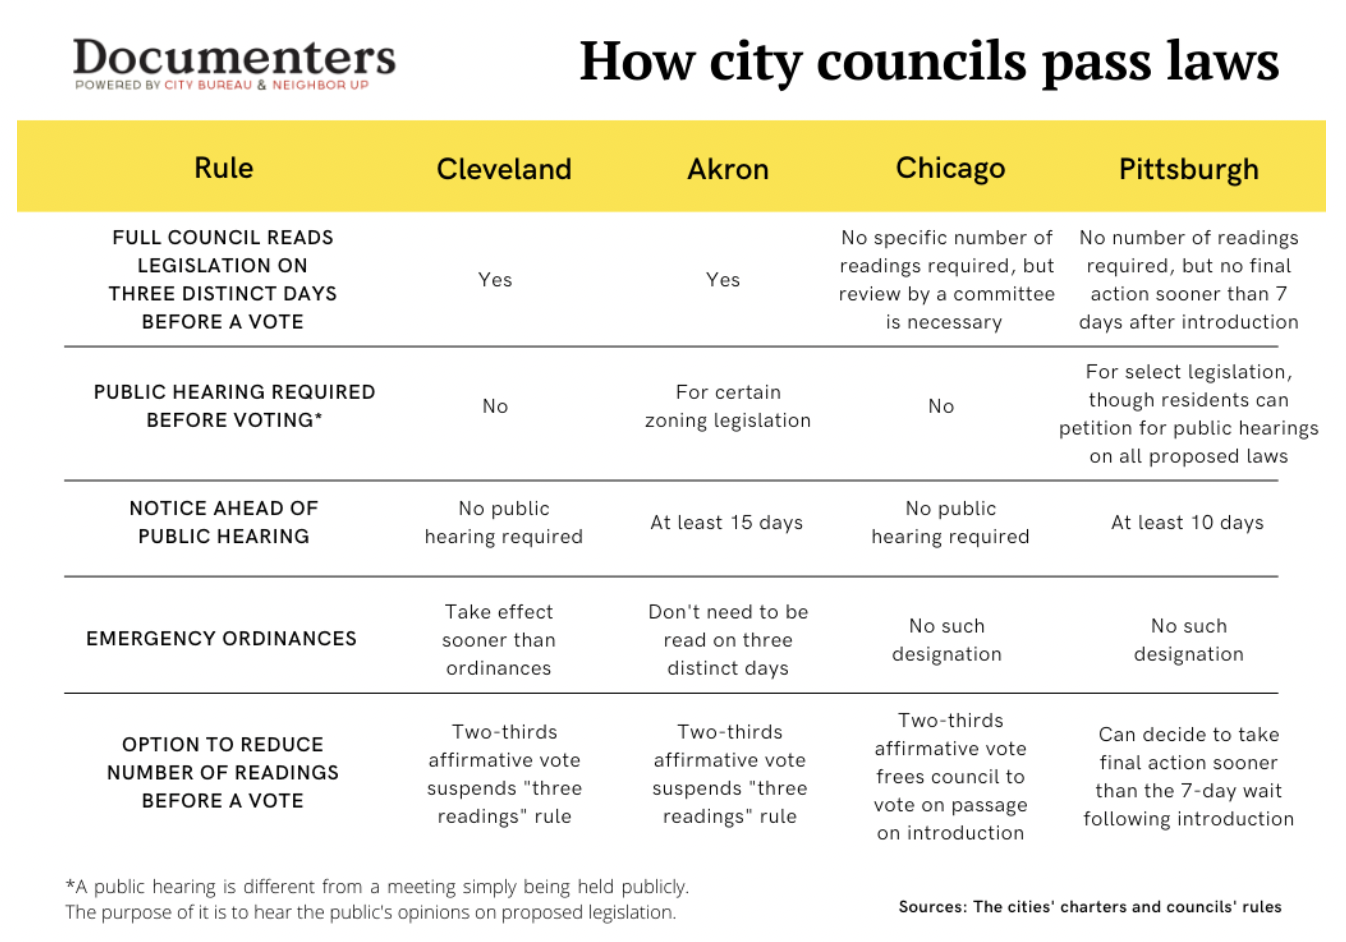 Documenters
POWERED BY CITY BUREAU & NEIGHBOR UP
How city councils pass laws
Rule
Cleveland
Akron
Chicago
Pittsburgh
FULL COUNCIL READS
LEGISLATION ON
THREE DISTINCT DAYS
BEFORE A VOTE
Yes
Yes
No specific number of
readings required, but
review by a committee
is necessary
No number of readings
required, but no final
action sooner than 7
days after introduction
PUBLIC HEARING REQUIRED
BEFORE VOTING*
No
For certain
zoning legislation
No
For select legislation,
though residents can
petition for public hearings
on all proposed laws
NOTICE AHEAD OF
PUBLIC HEARING
No public
hearing required
At least 15 days
No public
hearing required
At least 10 days
EMERGENCY ORDINANCES
Take effect
sooner than
ordinances
Don't need to be
read on three
distinct days
No such
designation
No such
designation
OPTION TO REDUCE
NUMBER OF READINGS
BEFORE A VOTE
Two-thirds
affirmative vote
suspends "three
readings" rule
Two-thirds
affirmative vote
suspends "three
readings" rule
Two-thirds
affirmative vote
frees council to
vote on passage
on introduction
Can decide to take
final action sooner
than the 7-day wait
following introduction
*A public hearing is different from a meeting simply being held publicly.
The purpose of it is to hear the public's opinions on proposed legislation.
Sources: The cities' charters and councils' rules